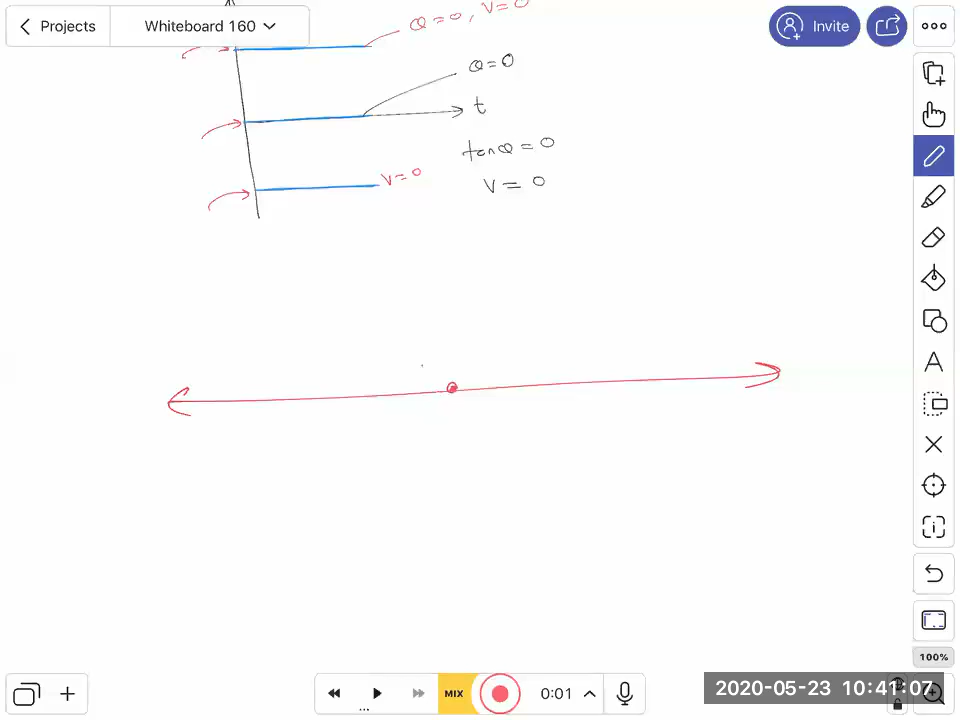 Projects
Whiteboard 160
Invite
θ=0, v=0
θ=0
t
tanθ=0
v=0
v= 0
A
100%
MIX
0:01
2020-05-23 10:41:07